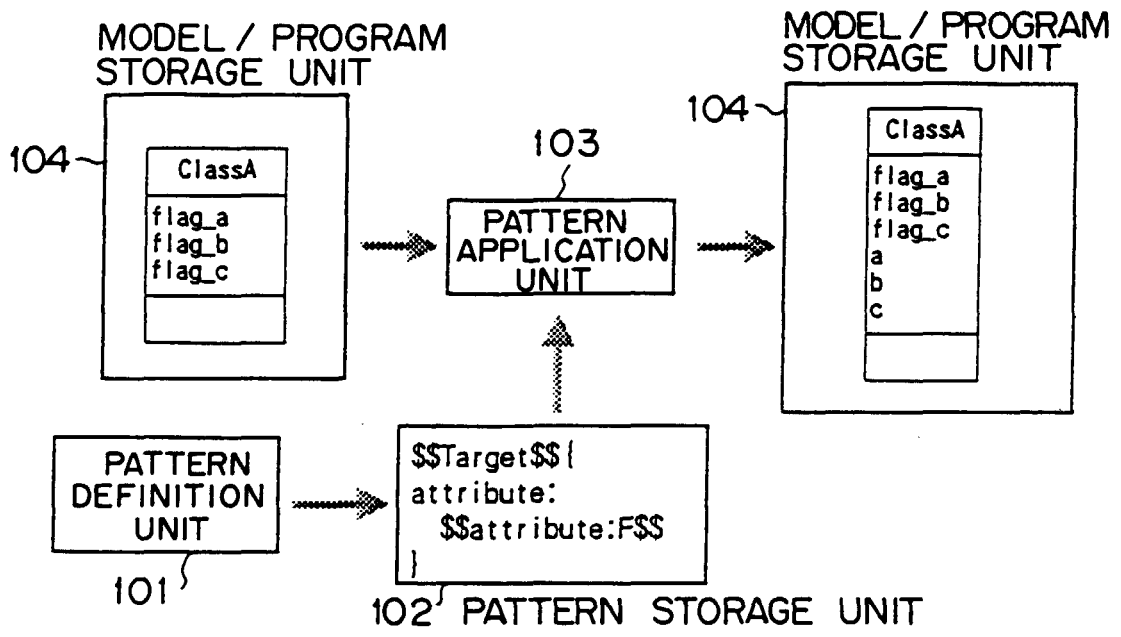 MODEL / PROGRAM
STORAGE UNIT
104
ClassA
flag_a
flag_b
flag_c
103
PATTERN
APPLICATION
UNIT
MODEL / PROGRAM
STORAGE UNIT
104
ClassA
flag_a
flag_b
flag_c
a
b
c
PATTERN
DEFINITION
UNIT
101
$$Target$${
attribute:
$$attribute:F$$
}
102 PATTERN STORAGE UNIT